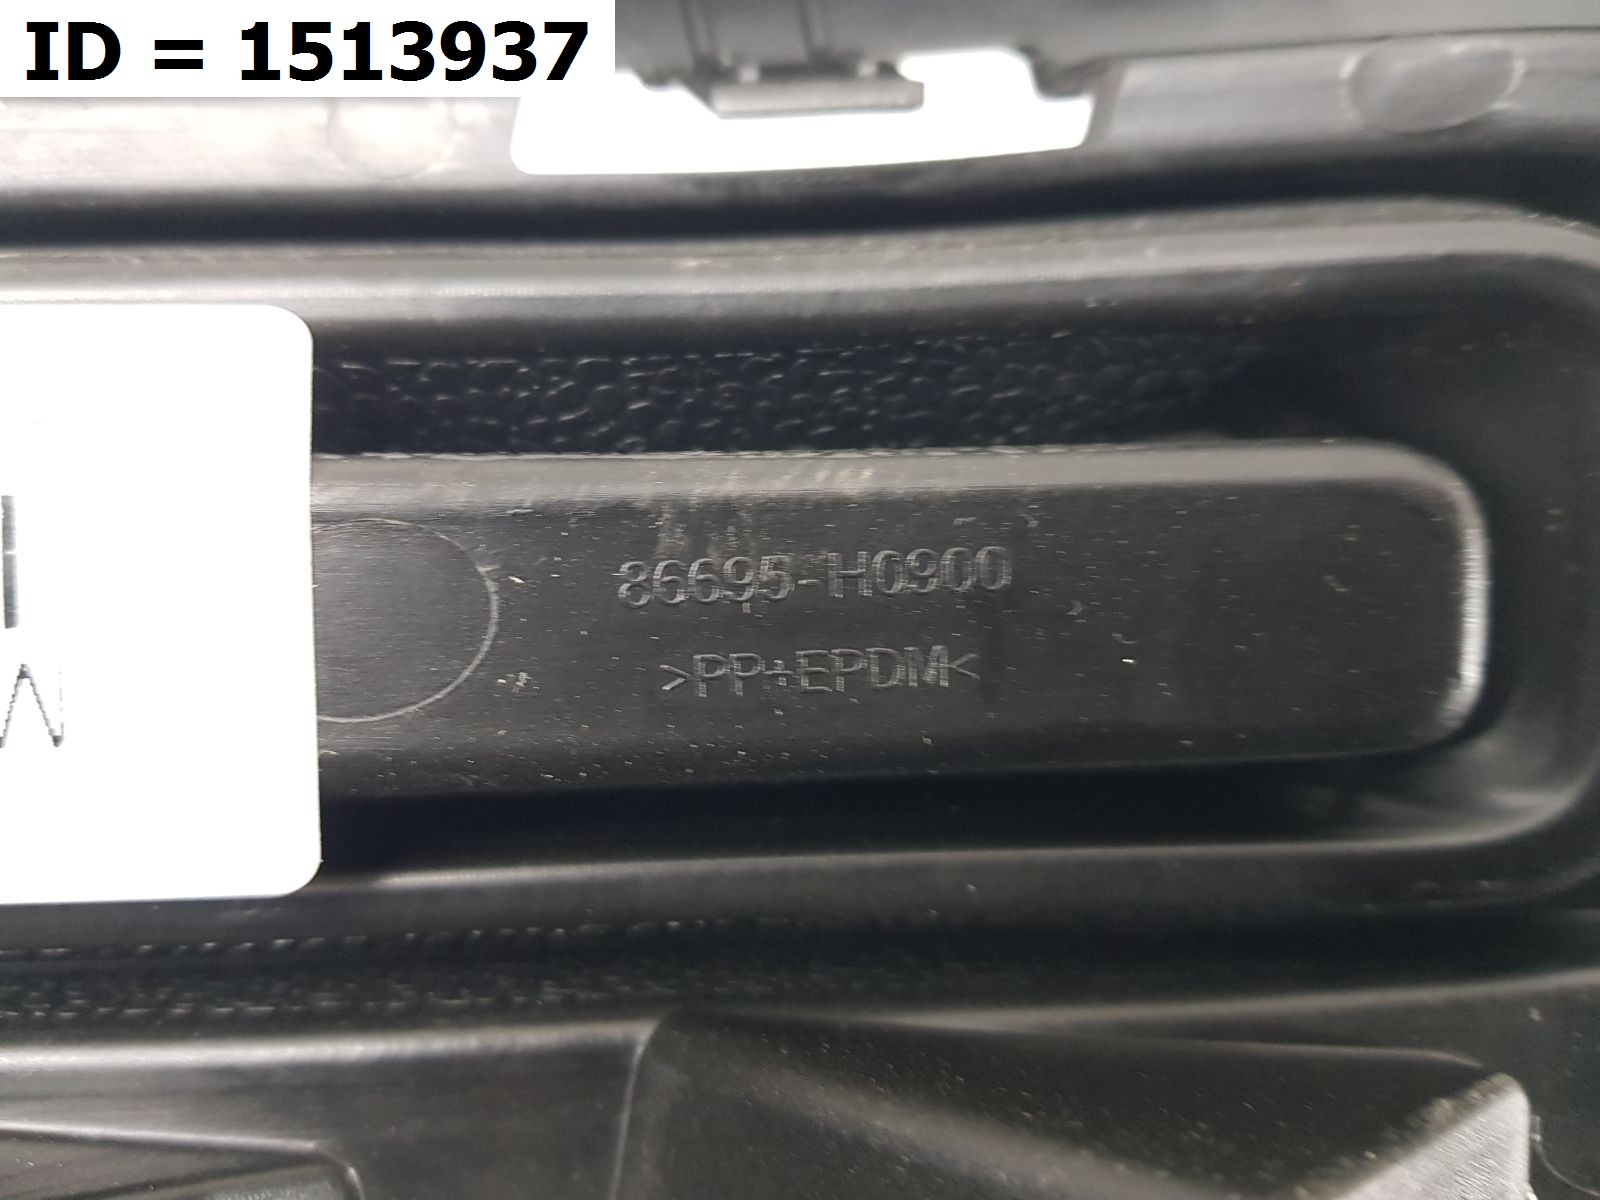 ID = 1513937
86695-H0900
>PP+EPDM<